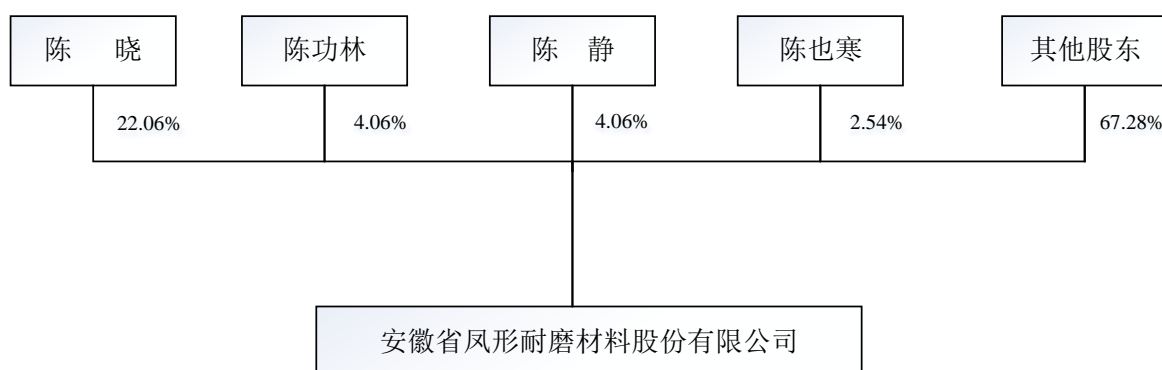 陈 晓
陈功林
陈 静
陈也寒
其他股东
22.06%
4.06%
4.06%
2.54%
67.28%
安徽省凤形耐磨材料股份有限公司